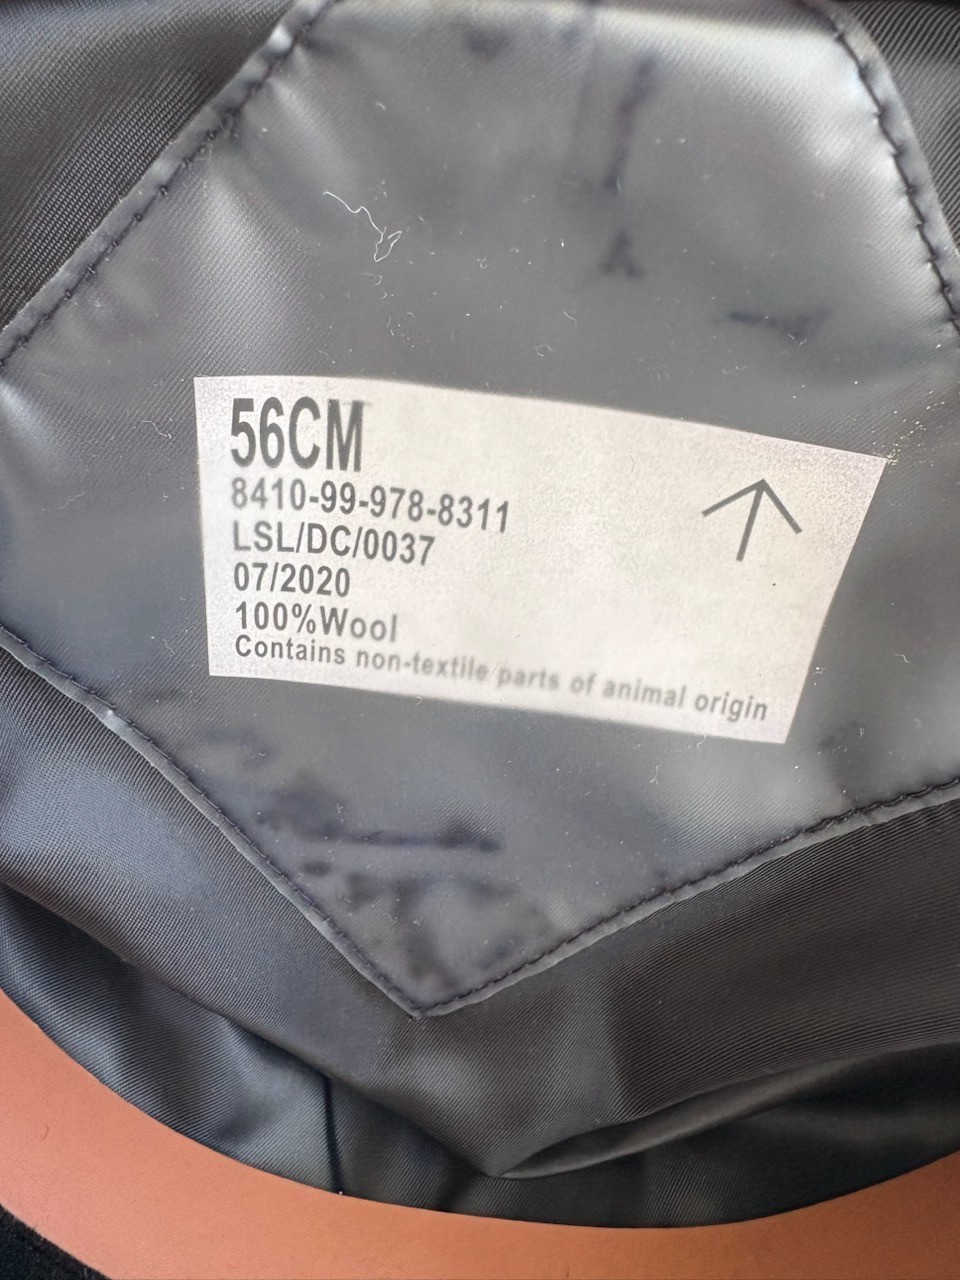 56CM
8410-99-978-8311
LSL/DC/0037
07/2020
100%Wool
Contains non-textile parts of animal origin